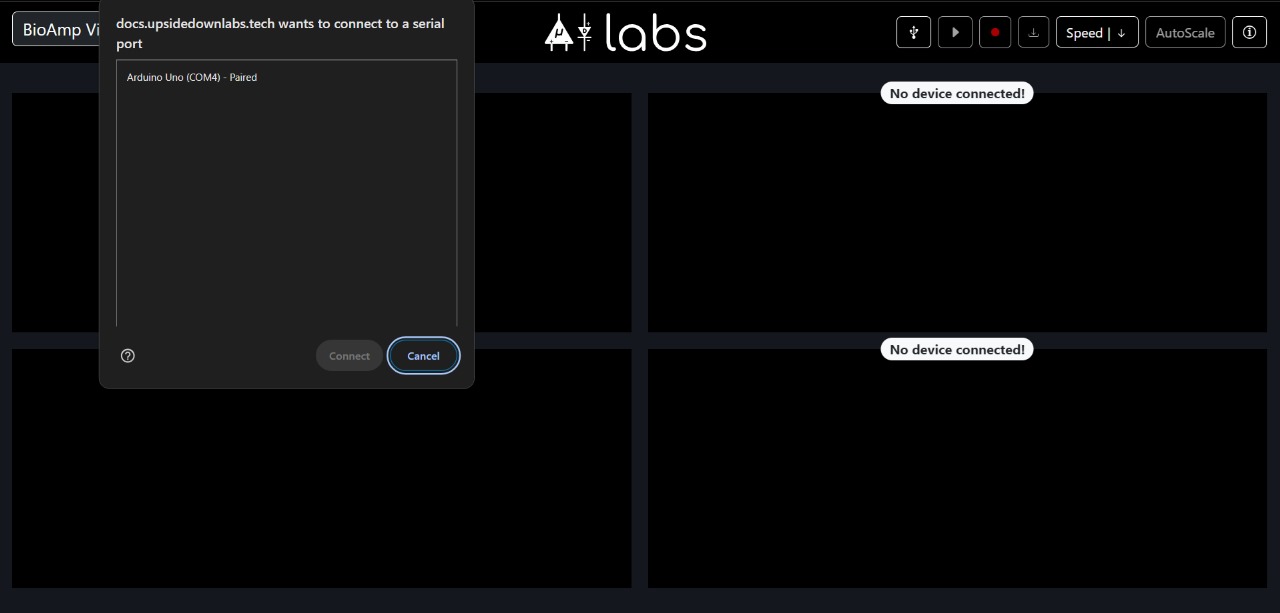 BioAmp Vi
docs.upsidedownlabs.tech wants to connect to a serial
port
Arduino Uno (COM4) - Paired
Connect
Cancel
μ labs
Speed | ↓
AutoScale
No device connected!
No device connected!